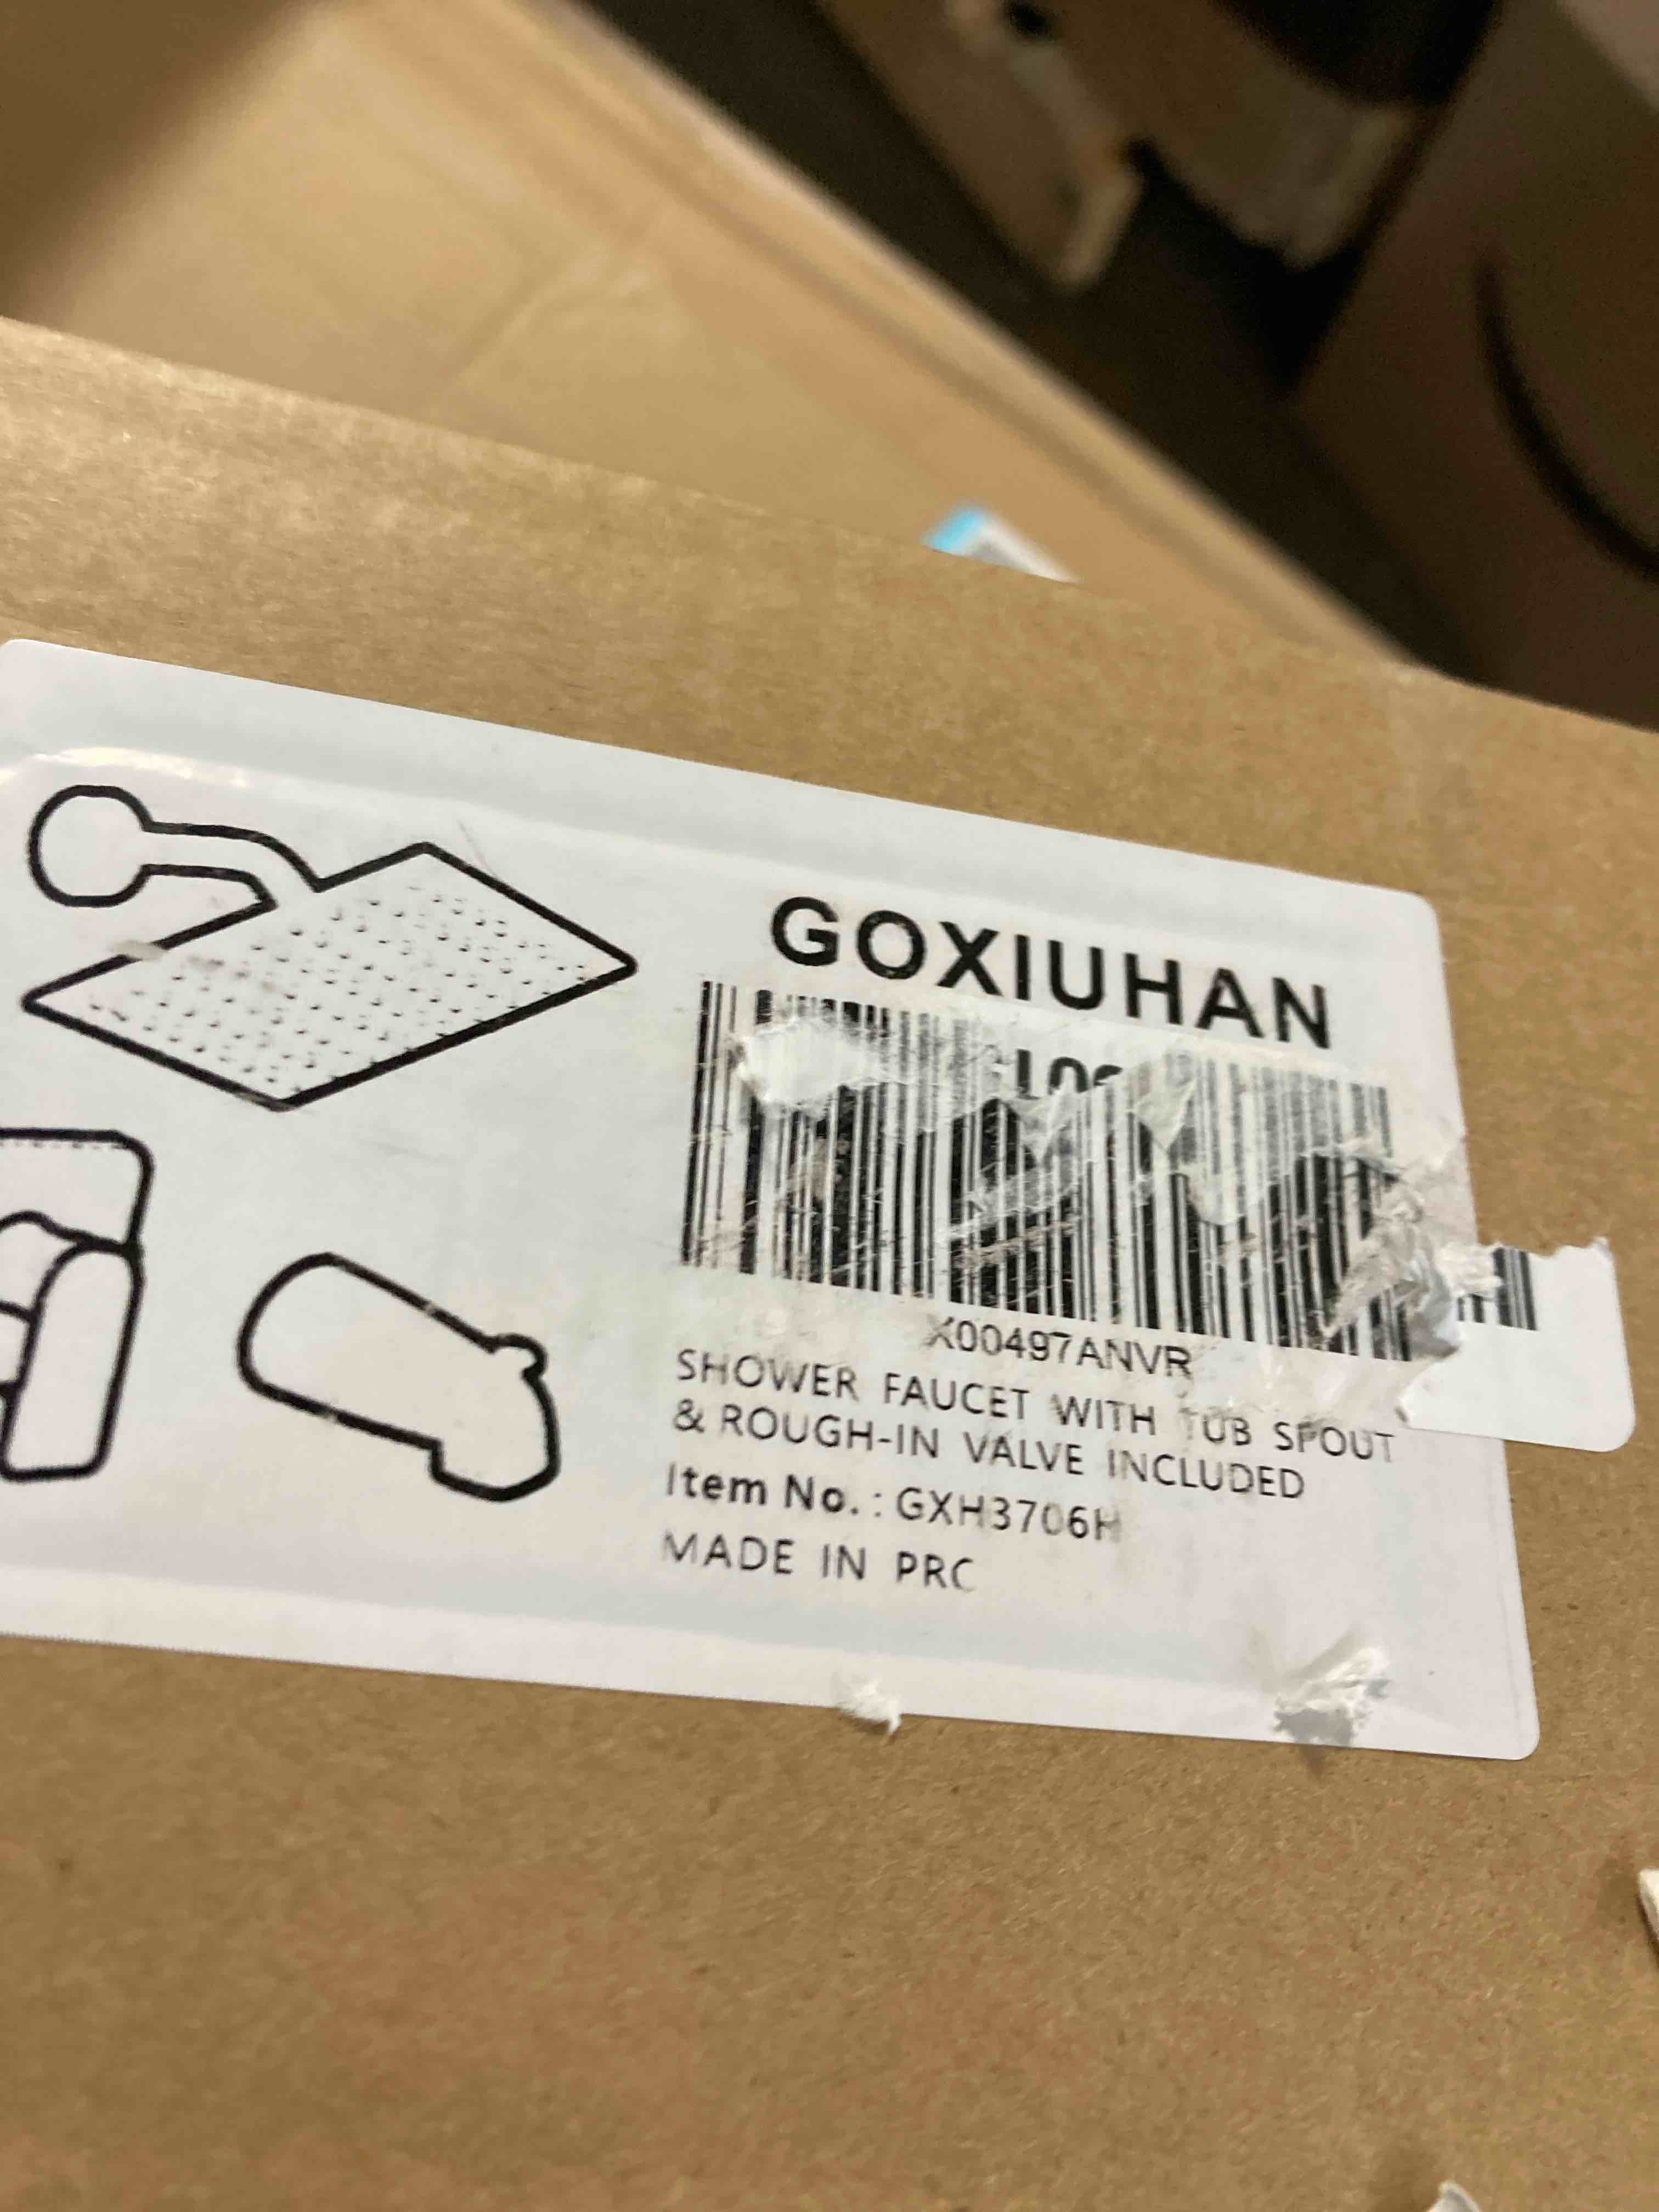 GOXIUHAN
X00497ANVR
SHOWER FAUCET WITH TUB SPOUT
& ROUGH-IN VALVE INCLUDED
Item No.: GXH3706H
MADE IN PRC